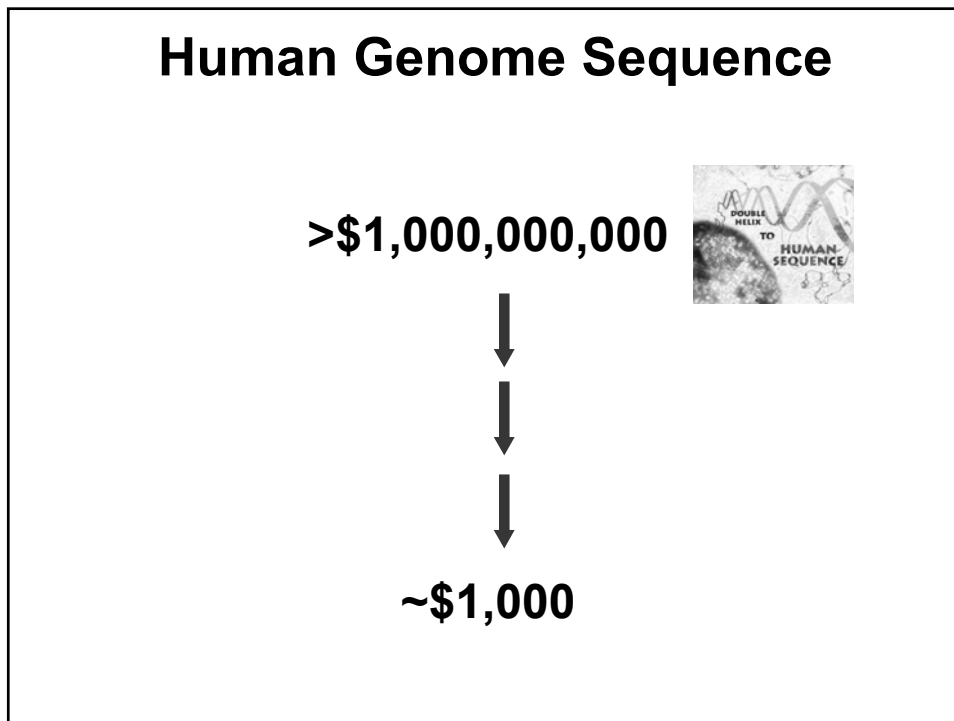 Human Genome Sequence
>$1,000,000,000
DOUBLE
HELIX
TO
HUMAN
SEQUENCE
~$1,000